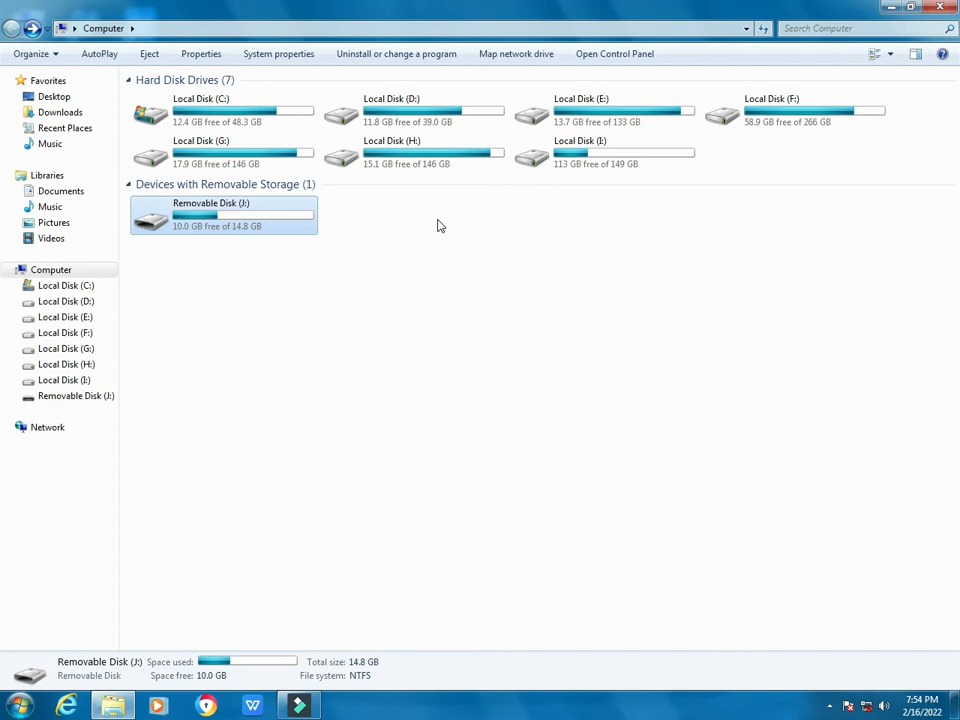 Computer
Search Computer
Organize AutoPlay Eject Properties System properties Uninstall or change a program Map network drive Open Control Panel
Favorites
Desktop
Downloads
Recent Places
Music
Libraries
Documents
Music
Pictures
Videos
Computer
Local Disk (C:)
Local Disk (D:)
Local Disk (E:)
Local Disk (F:)
Local Disk (G:)
Local Disk (H:)
Local Disk (I:)
Removable Disk (J:)
Network
Hard Disk Drives (7)
Local Disk (C:)
12.4 GB free of 48.3 GB
Local Disk (D:)
11.8 GB free of 39.0 GB
Local Disk (E:)
13.7 GB free of 133 GB
Local Disk (F:)
58.9 GB free of 266 GB
Local Disk (G:)
17.9 GB free of 146 GB
Local Disk (H:)
15.1 GB free of 146 GB
Local Disk (I:)
113 GB free of 149 GB
Devices with Removable Storage (1)
Removable Disk (J:)
10.0 GB free of 14.8 GB
Removable Disk (J:) Space used: Total size: 14.8 GB
Removable Disk Space free: 10.0 GB File system: NTFS
7:54 PM
2/16/2022